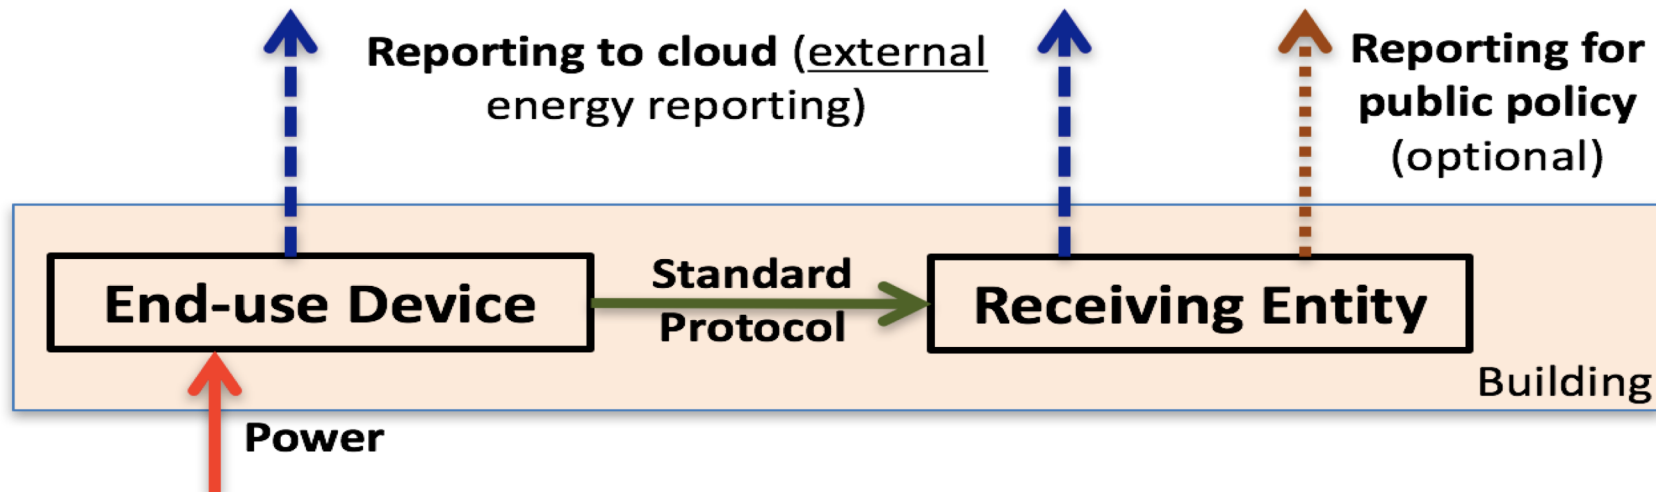 Reporting to cloud (external
energy reporting)
Reporting for
public policy
(optional)
End-use Device
Standard
Protocol
Receiving Entity
Building
Power